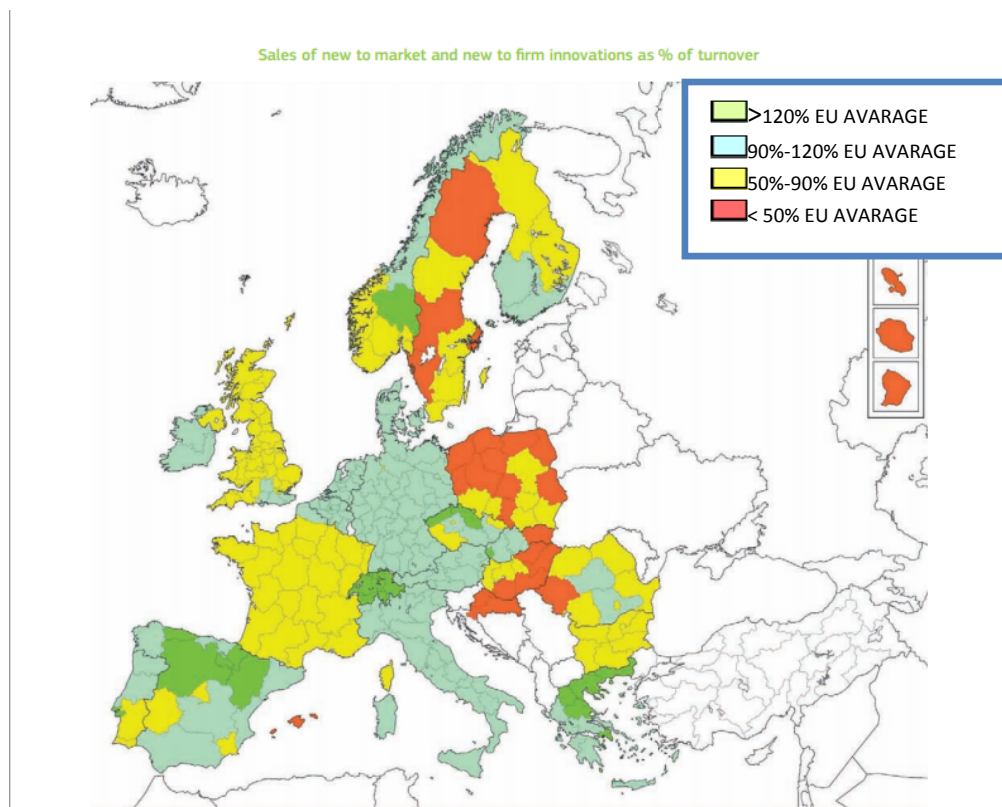 Sales of new to market and new to firm innovations as % of turnover
>120% EU AVARAGE
90%-120% EU AVARAGE
50%-90% EU AVARAGE
< 50% EU AVARAGE